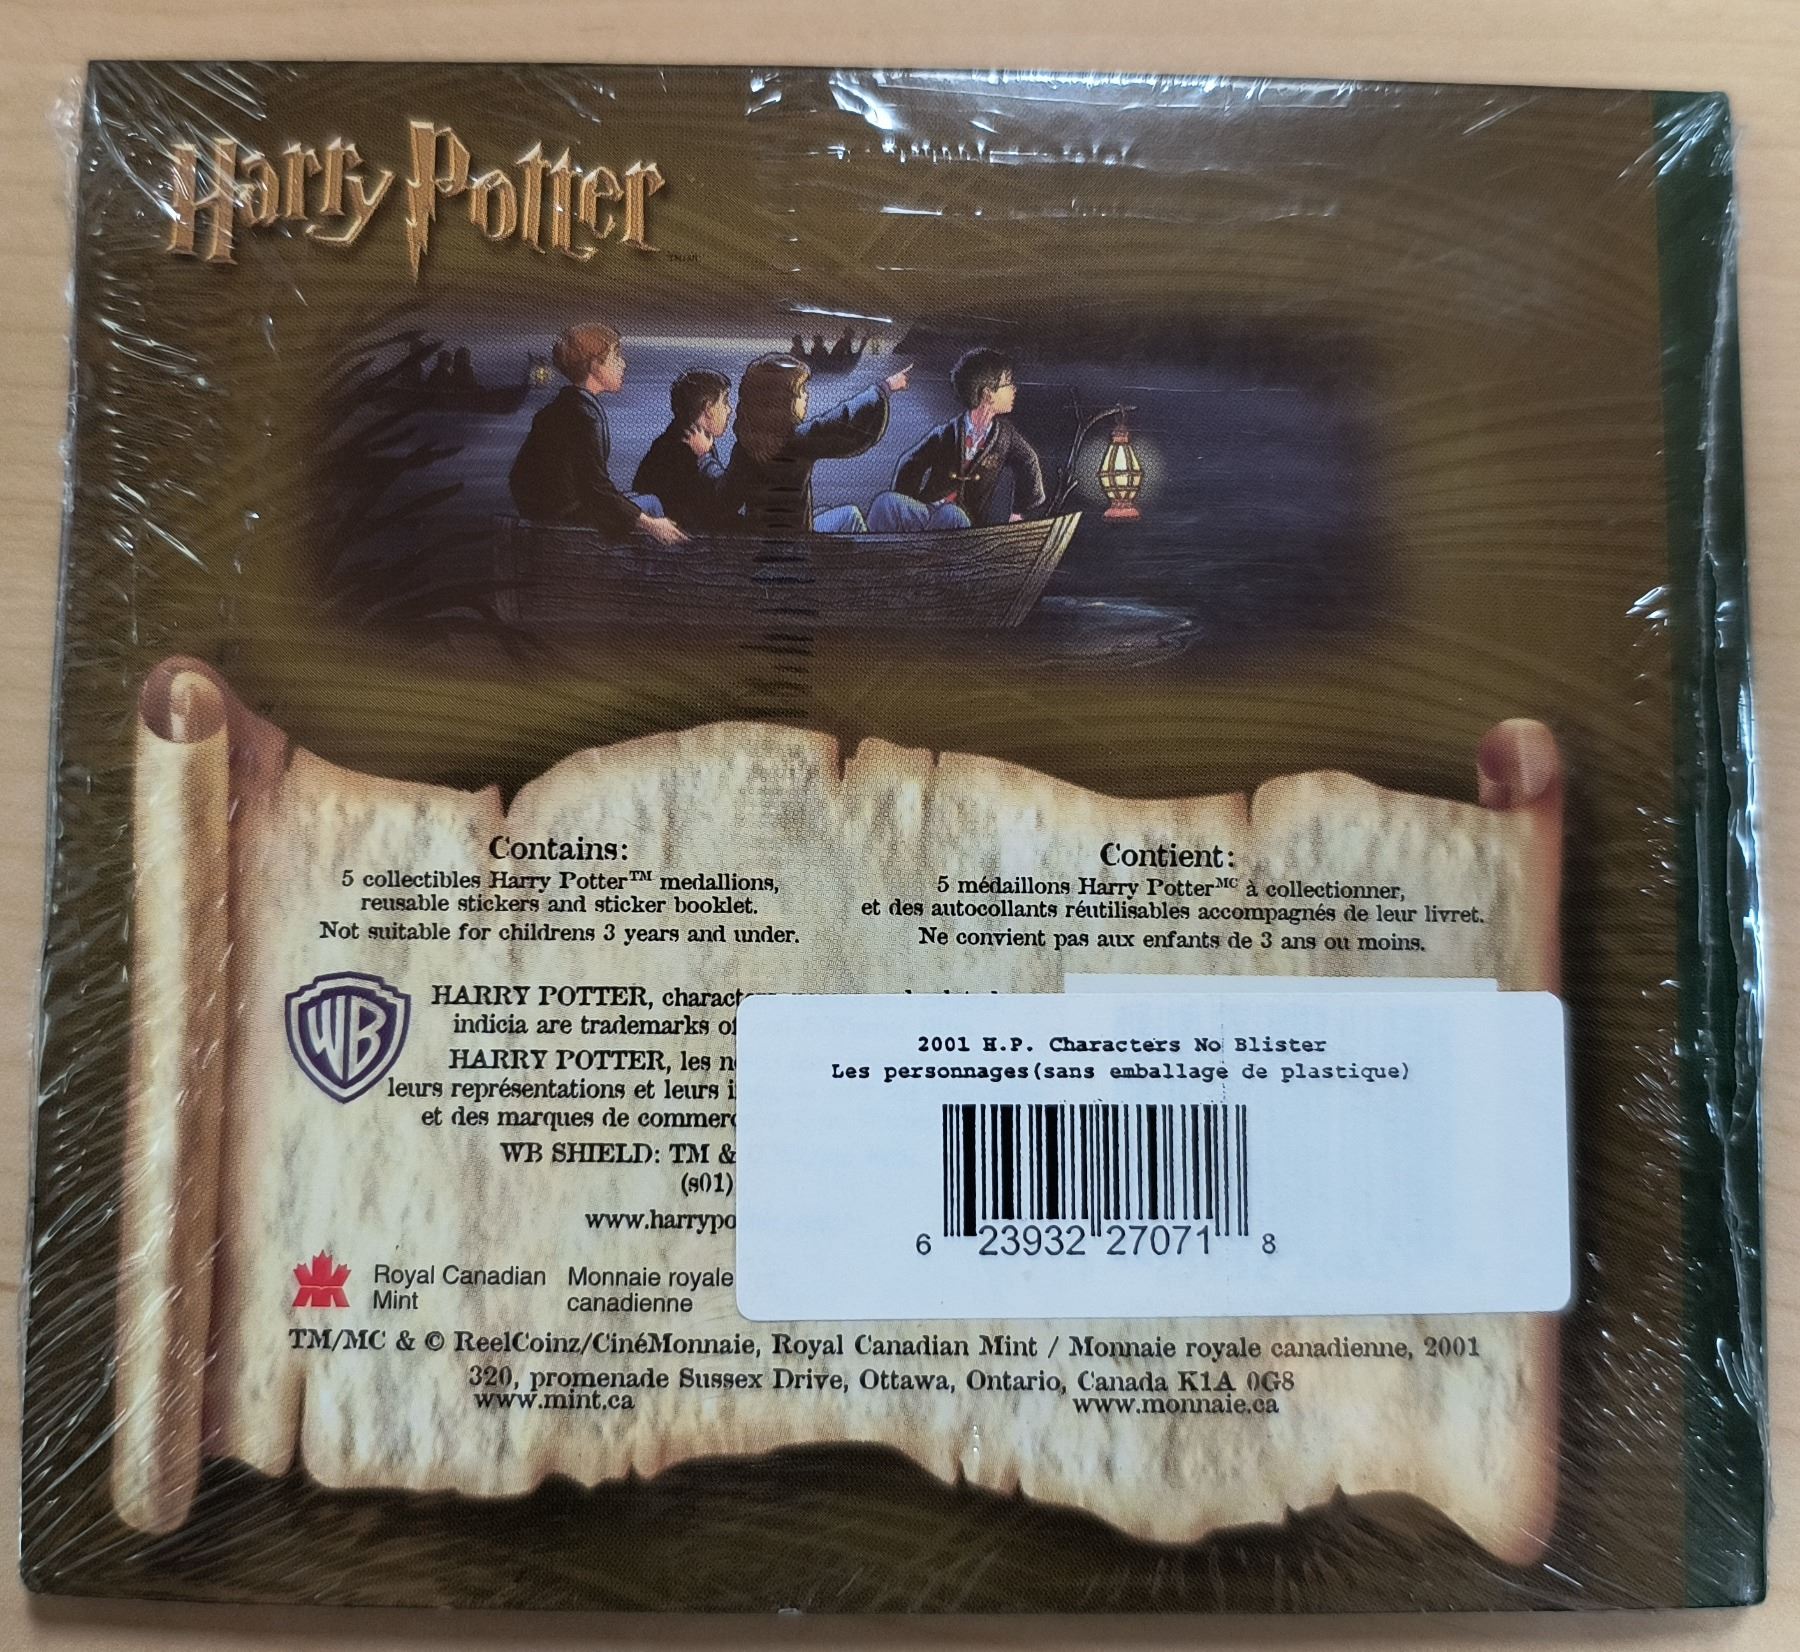 Harry Potter
Contains:
5 collectibles Harry Potter™ medallions,
reusable stickers and sticker booklet.
Not suitable for childrens 3 years and under.
Contient:
5 médaillons Harry PotterMC à collectionner,
et des autocollants réutilisables accompagnés de leur livret.
Ne convient pas aux enfants de 3 ans ou moins.
WB
HARRY POTTER,
indicia are trademarks
HARRY POTTER, les
leurs représentations et leurs
et des marques de
WB SHIELD: TM &
(s01)
2001 H.P. Characters No Blister
Les personnages(sans emballage de plastique)
6 23932 27071 8
Royal Canadian Monnaie royale
Mint canadienne
TM/MC & © ReelCoinz/CinéMonnaie, Royal Canadian Mint / Monnaie royale canadienne, 2001
320, promenade Sussex Drive, Ottawa, Ontario, Canada K1A 0G8
www.mint.ca www.monnaie.ca